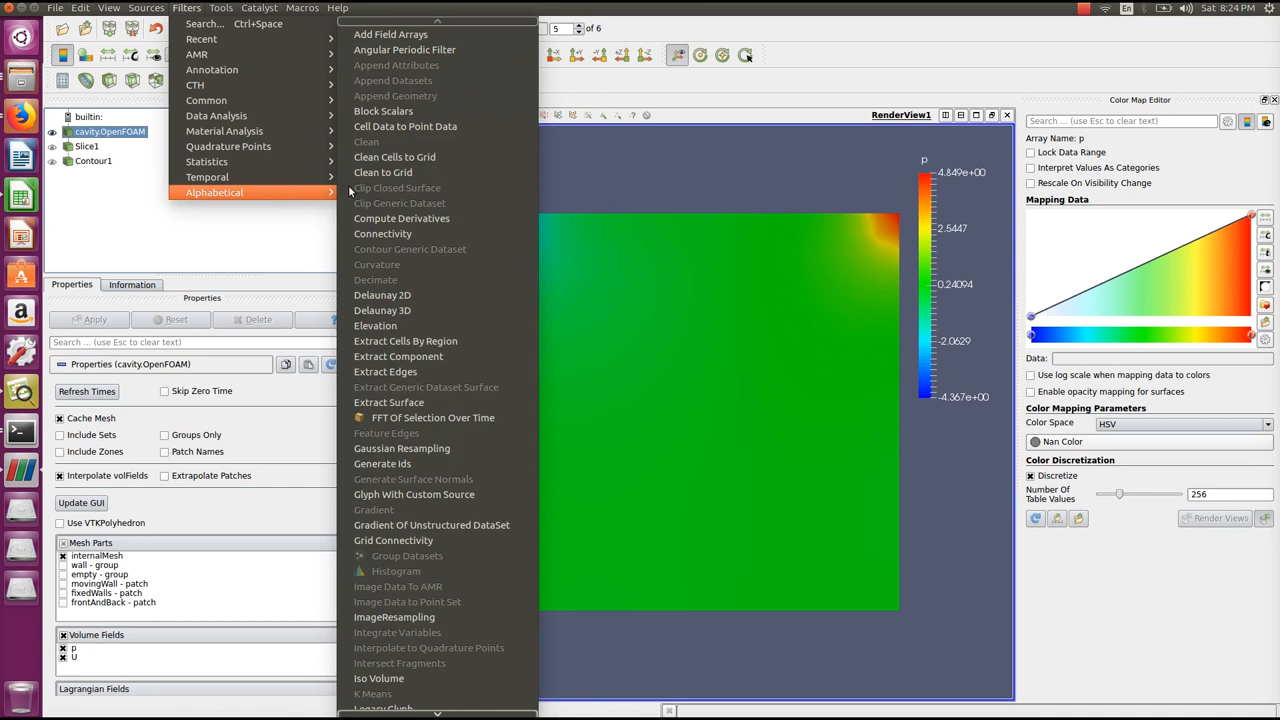 File Edit View Sources Filters Tools Catalyst Macros Help
En
Sa 8:24 PM
Search... Ctrl+Space
Recent
AMR
Annotation
CTH
Common
Data Analysis
Material Analysis
Quadrature Points
Statistics
Temporal
Alphabetical
Add Field Arrays
Angular Periodic Filter
Append Attributes
Append Datasets
Append Geometry
Block Scalars
Cell Data to Point Data
Clean
Clean Cells to Grid
Clean to Grid
Clip Closed Surface
Clip Generic Dataset
Compute Derivatives
Connectivity
Contour Generic Dataset
Curvature
Decimate
Delaunay 2D
Delaunay 3D
Elevation
Extract Cells By Region
Extract Component
Extract Edges
Extract Generic Dataset Surface
Extract Surface
FFT Of Selection Over Time
Feature Edges
Gaussian Resampling
Generate Ids
Generate Surface Normals
Glyph With Custom Source
Gradient
Gradient Of Unstructured DataSet
Grid Connectivity
Group Datasets
Histogram
Image Data To AMR
Image Data to Point Set
ImageResampling
Integrate Variables
Interpolate to Quadrature Points
Intersect Fragments
Iso Volume
K Means
Legacy Glyph
5 of 6
builtin:
cavity.OpenFOAM
Slice1
Contour1
Properties Information
Properties
Apply Reset Delete ?
Search ... (use Esc to clear text)
Properties (cavity.OpenFOAM)
Refresh Times Skip Zero Time
Cache Mesh
Include Sets Groups Only
Include Zones Patch Names
Interpolate volFields Extrapolate Patches
Update GUI
Use VTKPolyhedron
Mesh Parts
internalMesh
wall - group
empty - group
movingWall - patch
fixedWalls - patch
frontAndBack - patch
Volume Fields
p
U
Lagrangian Fields
RenderView1
p
4.849e+00
2.5447
0.24094
-2.0629
-4.367e+00
Color Map Editor
Search ... (use Esc to clear text)
Array Name: p
Lock Data Range
Interpret Values As Categories
Rescale On Visibility Change
Mapping Data
Data:
Use log scale when mapping data to colors
Enable opacity mapping for surfaces
Color Mapping Parameters
Color Space HSV
Nan Color
Color Discretization
Discretize
Number Of
Table Values 256
Render Views